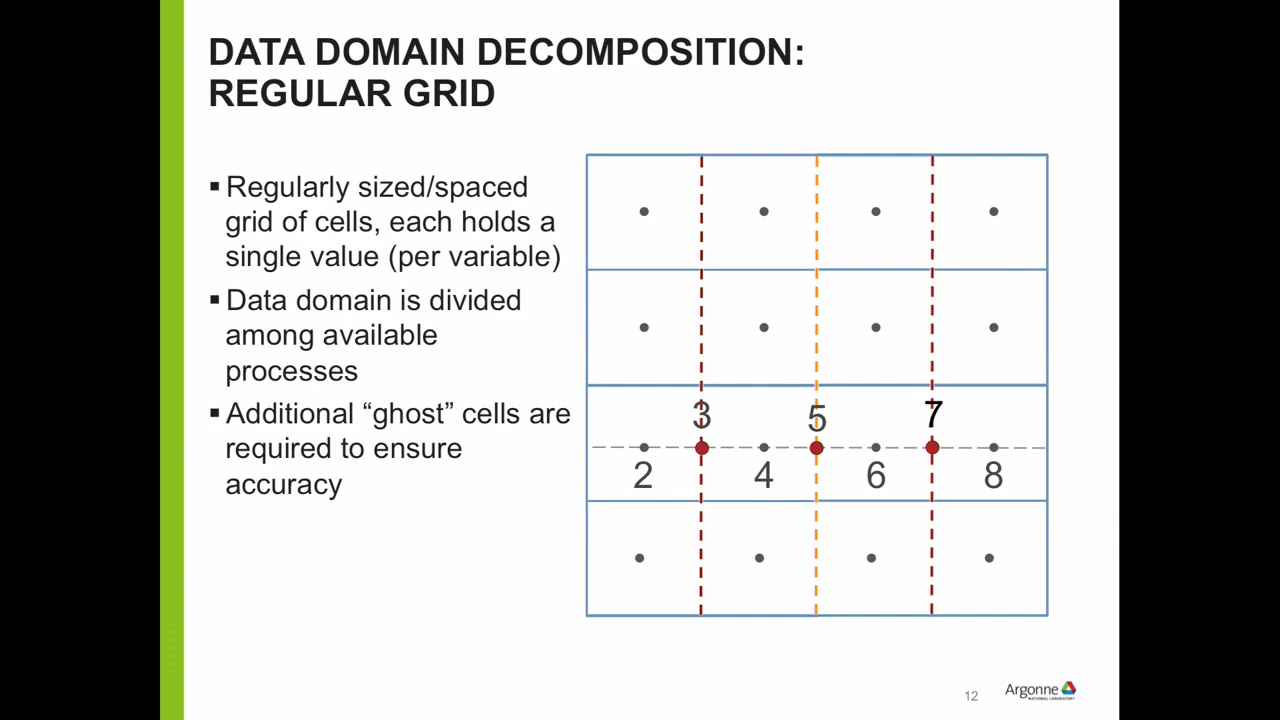 DATA DOMAIN DECOMPOSITION:
REGULAR GRID
▪ Regularly sized/spaced
grid of cells, each holds a
single value (per variable)
▪ Data domain is divided
among available
processes
▪ Additional “ghost” cells are
required to ensure
accuracy
3 5 7
2 4 6 8
12
Argonne
NATIONAL LABORATORY